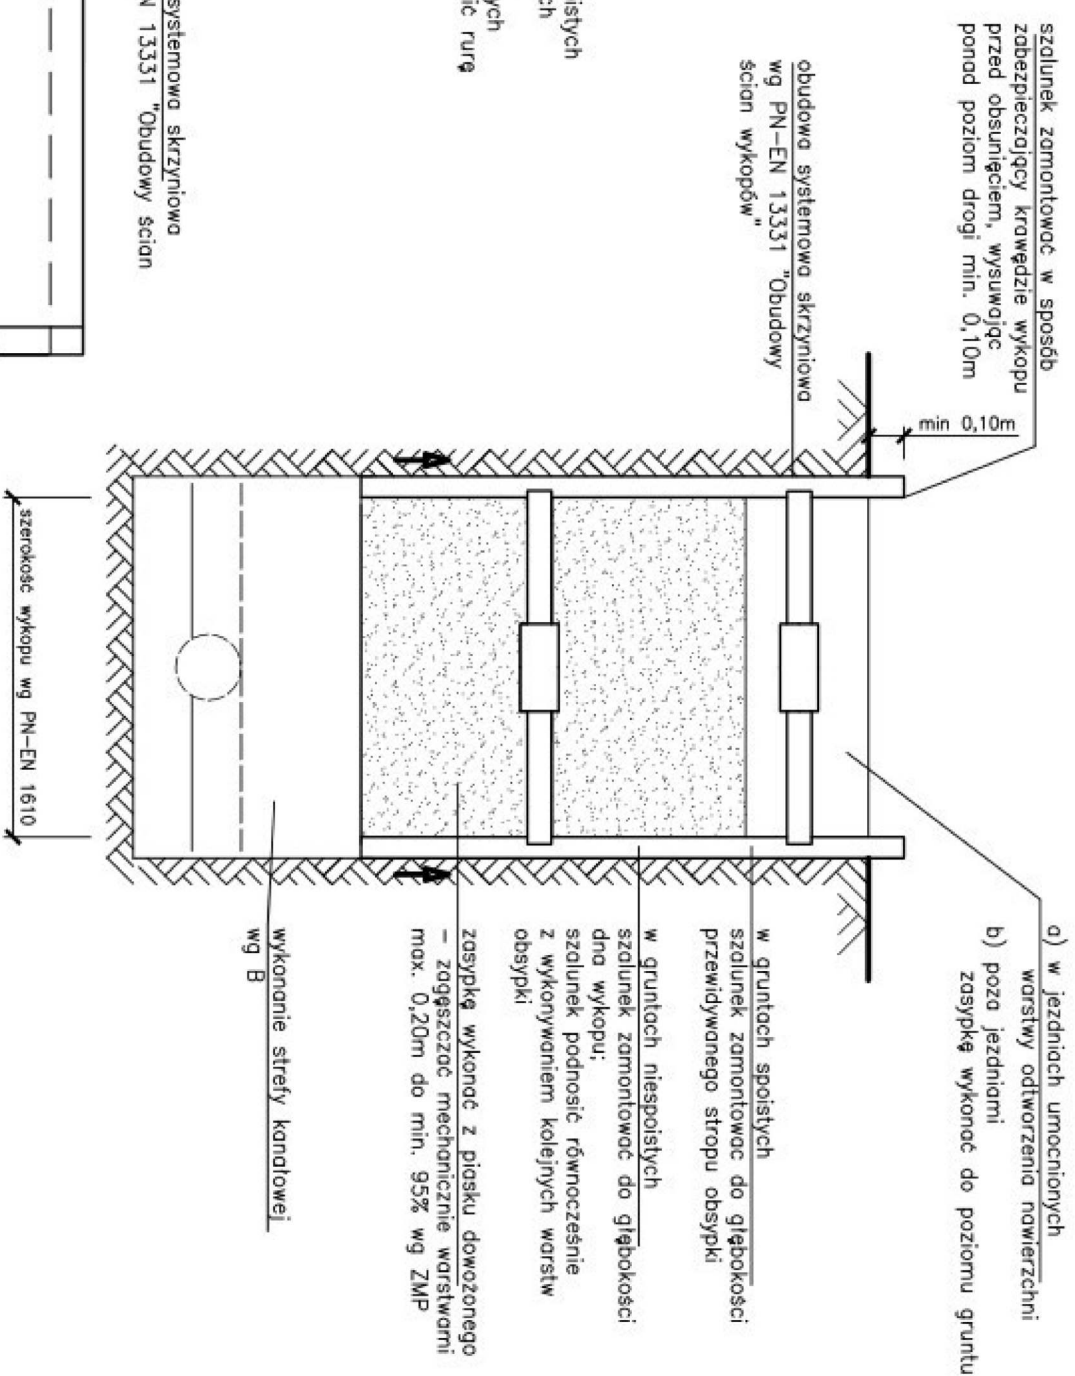 szalunek zamontować w sposób
zabezpieczający krawędzie wykopu
przed obsunięciem, wysuwając
ponad poziom drogi min. 0,10m
min 0,10m
obudowa systemowa skrzyniowa
wg PN-EN 13331 "Obudowy
ścian wykopów"
istych
ch
ych
ić rurę
systemowa skrzyniowa
N 13331 "Obudowy ścian
a) w jezdniach umocnionych
warstwy odtworzenia nawierzchni
b) poza jezdniami
zasypkę wykonać do poziomu gruntu
w gruntach spoistych
szalunek zamontowac do głębokości
przewidywanego stropu obsypki
w gruntach niespoistych
szalunek zamontować do głębokości
dna wykopu;
szalunek podnosić równocześnie
z wykonywaniem kolejnych warstw
obsypki
zasypkę wykonać z piasku dowożonego
- zagęszczać mechanicznie warstwami
max. 0,20m do min. 95% wg ZMP
wykonanie strefy kanałowej
wg B
szerokość wykopu wg PN-EN 1610